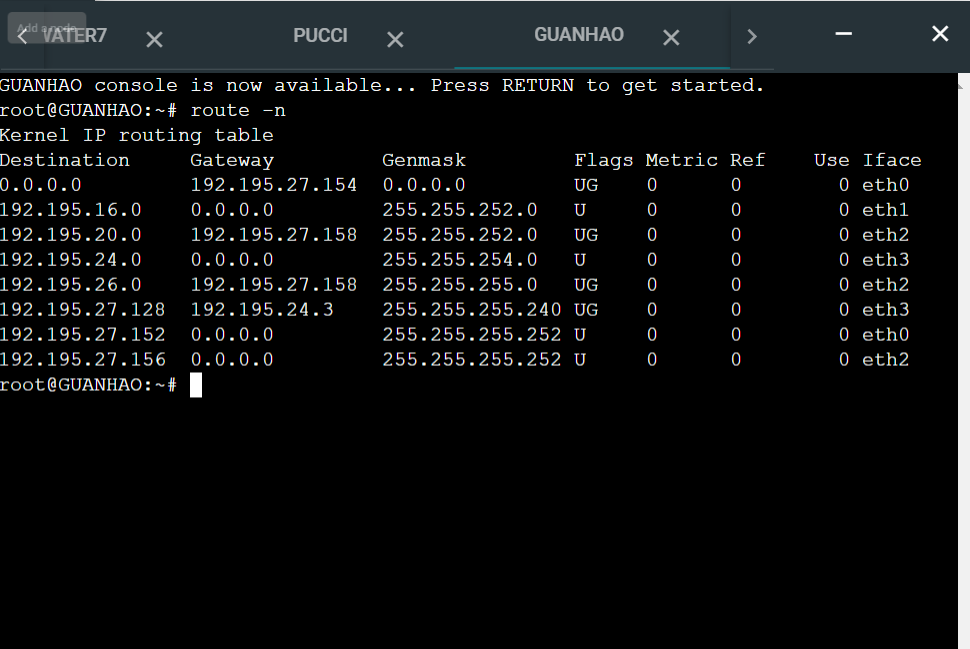 Add a node
WATER7
PUCCI
GUANHAO
GUANHAO console is now available... Press RETURN to get started.
root@GUANHAO:~# route -n
Kernel IP routing table
Destination     Gateway         Genmask         Flags Metric Ref    Use Iface
0.0.0.0         192.195.27.154  0.0.0.0         UG    0      0        0 eth0
192.195.16.0    0.0.0.0         255.255.252.0   U     0      0        0 eth1
192.195.20.0    192.195.27.158  255.255.252.0   UG    0      0        0 eth2
192.195.24.0    0.0.0.0         255.255.254.0   U     0      0        0 eth3
192.195.26.0    192.195.27.158  255.255.255.0   UG    0      0        0 eth2
192.195.27.128  192.195.24.3    255.255.255.240 UG    0      0        0 eth3
192.195.27.152  0.0.0.0         255.255.255.252 U     0      0        0 eth0
192.195.27.156  0.0.0.0         255.255.255.252 U     0      0        0 eth2
root@GUANHAO:~#